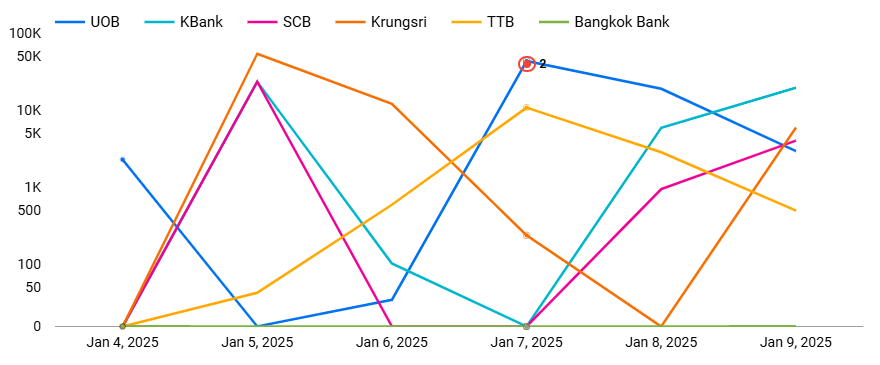 UOB KBank SCB Krungsri TTB Bangkok Bank
100K
50K
2
10K
5K
1K
500
100
50
0
Jan 4, 2025 Jan 5, 2025 Jan 6, 2025 Jan 7, 2025 Jan 8, 2025 Jan 9, 2025